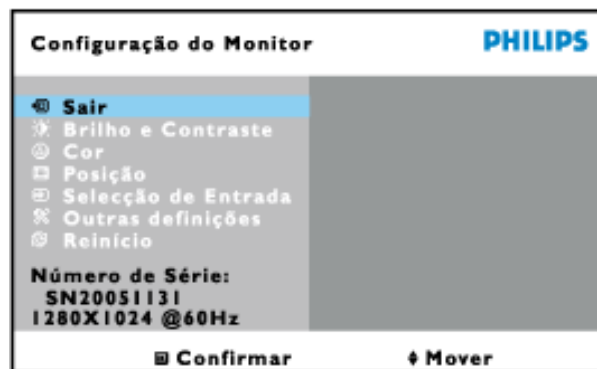 Configuração do Monitor PHILIPS
Sair
Brilho e Contraste
Cor
Posição
Selecção de Entrada
Outras definições
Reinício
Número de Série:
SN20051131
1280X1024 @60Hz
Confirmar Mover